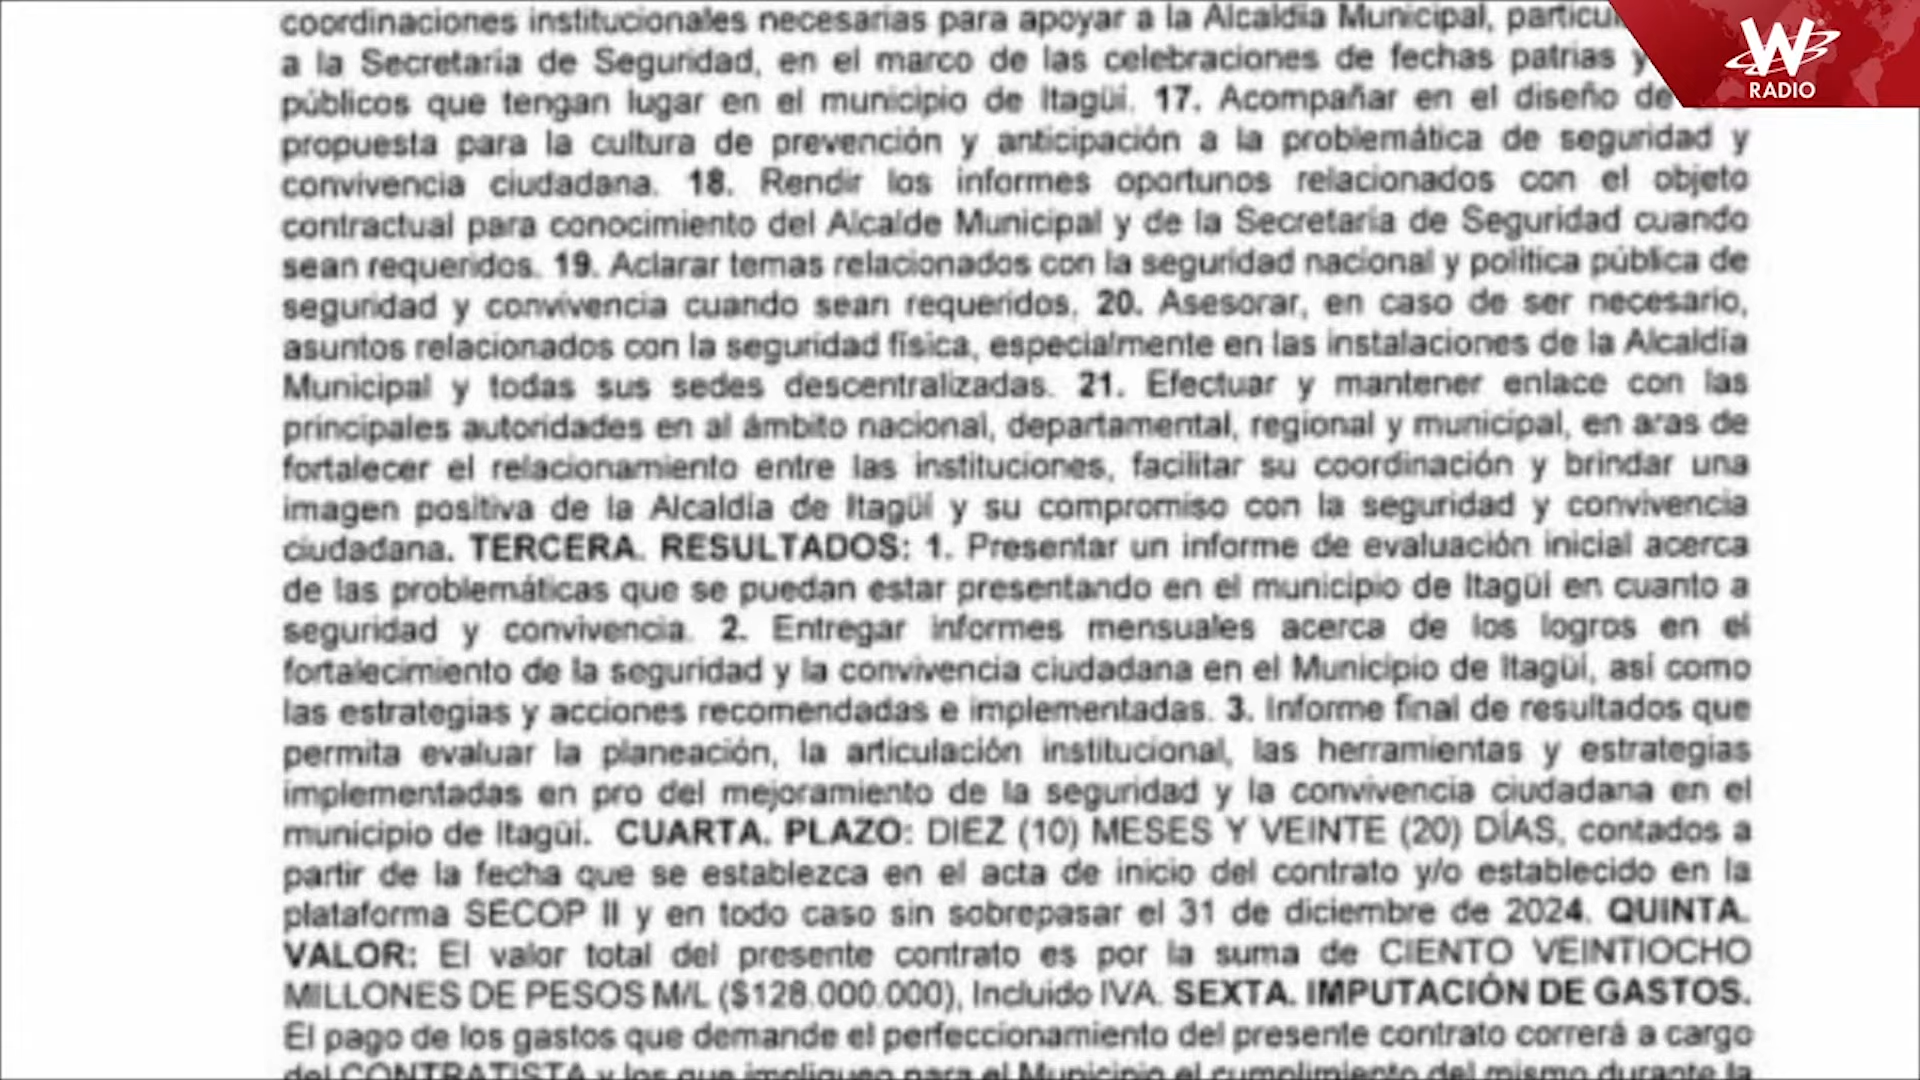 coordinaciones institucionales necesarias para apoyar a la Alcaldía Municipal,
a la Secretaría de Seguridad, en el marco de las celebraciones de fechas patrias y
públicos que tengan lugar en el municipio de Itagüí. 17. Acompañar en el diseño de
propuesta para la cultura de prevención y anticipación a la problemática de seguridad y
convivencia ciudadana. 18. Rendir los informes oportunos relacionados con el objeto
contractual para conocimiento del Alcalde Municipal y de la Secretaría de Seguridad cuando
sean requeridos. 19. Aclarar temas relacionados con la seguridad nacional y política pública de
seguridad y convivencia cuando sean requeridos. 20. Asesorar, en caso de ser necesario,
asuntos relacionados con la seguridad física, especialmente en las instalaciones de la Alcaldía
Municipal y todas sus sedes descentralizadas. 21. Efectuar y mantener enlace con las
principales autoridades en al ámbito nacional, departamental, regional y municipal, en aras de
fortalecer el relacionamiento entre las instituciones, facilitar su coordinación y brindar una
imagen positiva de la Alcaldía de Itagüí y su compromiso con la seguridad y convivencia
ciudadana. TERCERA. RESULTADOS: 1. Presentar un informe de evaluación inicial acerca
de las problemáticas que se puedan estar presentando en el municipio de Itagüí en cuanto a
seguridad y convivencia. 2. Entregar informes mensuales acerca de los logros en el
fortalecimiento de la seguridad y la convivencia ciudadana en el Municipio de Itagüí, así como
las estrategias y acciones recomendadas e implementadas. 3. Informe final de resultados que
permita evaluar la planeación, la articulación institucional, las herramientas y estrategias
implementadas en pro del mejoramiento de la seguridad y la convivencia ciudadana en el
municipio de Itagüí. CUARTA. PLAZO: DIEZ (10) MESES Y VEINTE (20) DÍAS, contados a
partir de la fecha que se establezca en el acta de inicio del contrato y/o establecido en la
plataforma SECOP II y en todo caso sin sobrepasar el 31 de diciembre de 2024. QUINTA.
VALOR: El valor total del presente contrato es por la suma de CIENTO VEINTIOCHO
MILLONES DE PESOS M/L ($128.000.000), Incluido IVA. SEXTA. IMPUTACIÓN DE GASTOS.
El pago de los gastos que demande el perfeccionamiento del presente contrato correrá a cargo
del CONTRATISTA y los que impliquen para el Municipio el cumplimiento del mismo durante la
W
RADIO